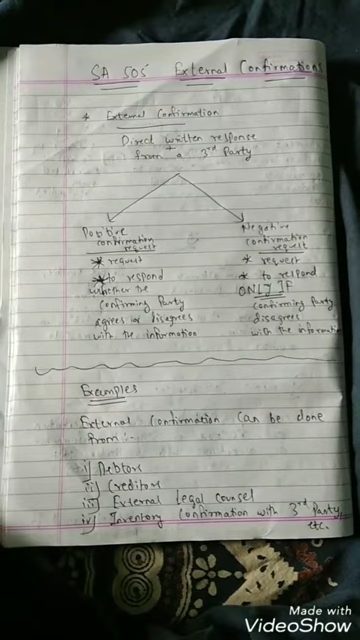 SA 505 External Confirmation
* External Confirmation
Direct written response
from a 3rd Party
Positive
confirmation
request
* request
* to respond
whether the
confirming Party
agrees or disagrees
with the information
Negative
confirmation
request
* request
* to respond
ONLY IF
confirming Party
disagrees
with the information
Examples
External Confirmation can be done
from :-
i) Debtors
ii) Creditors
iii) External legal counsel
iv) Inventory confirmation with 3rd Party,
etc.
Made with
VideoShow